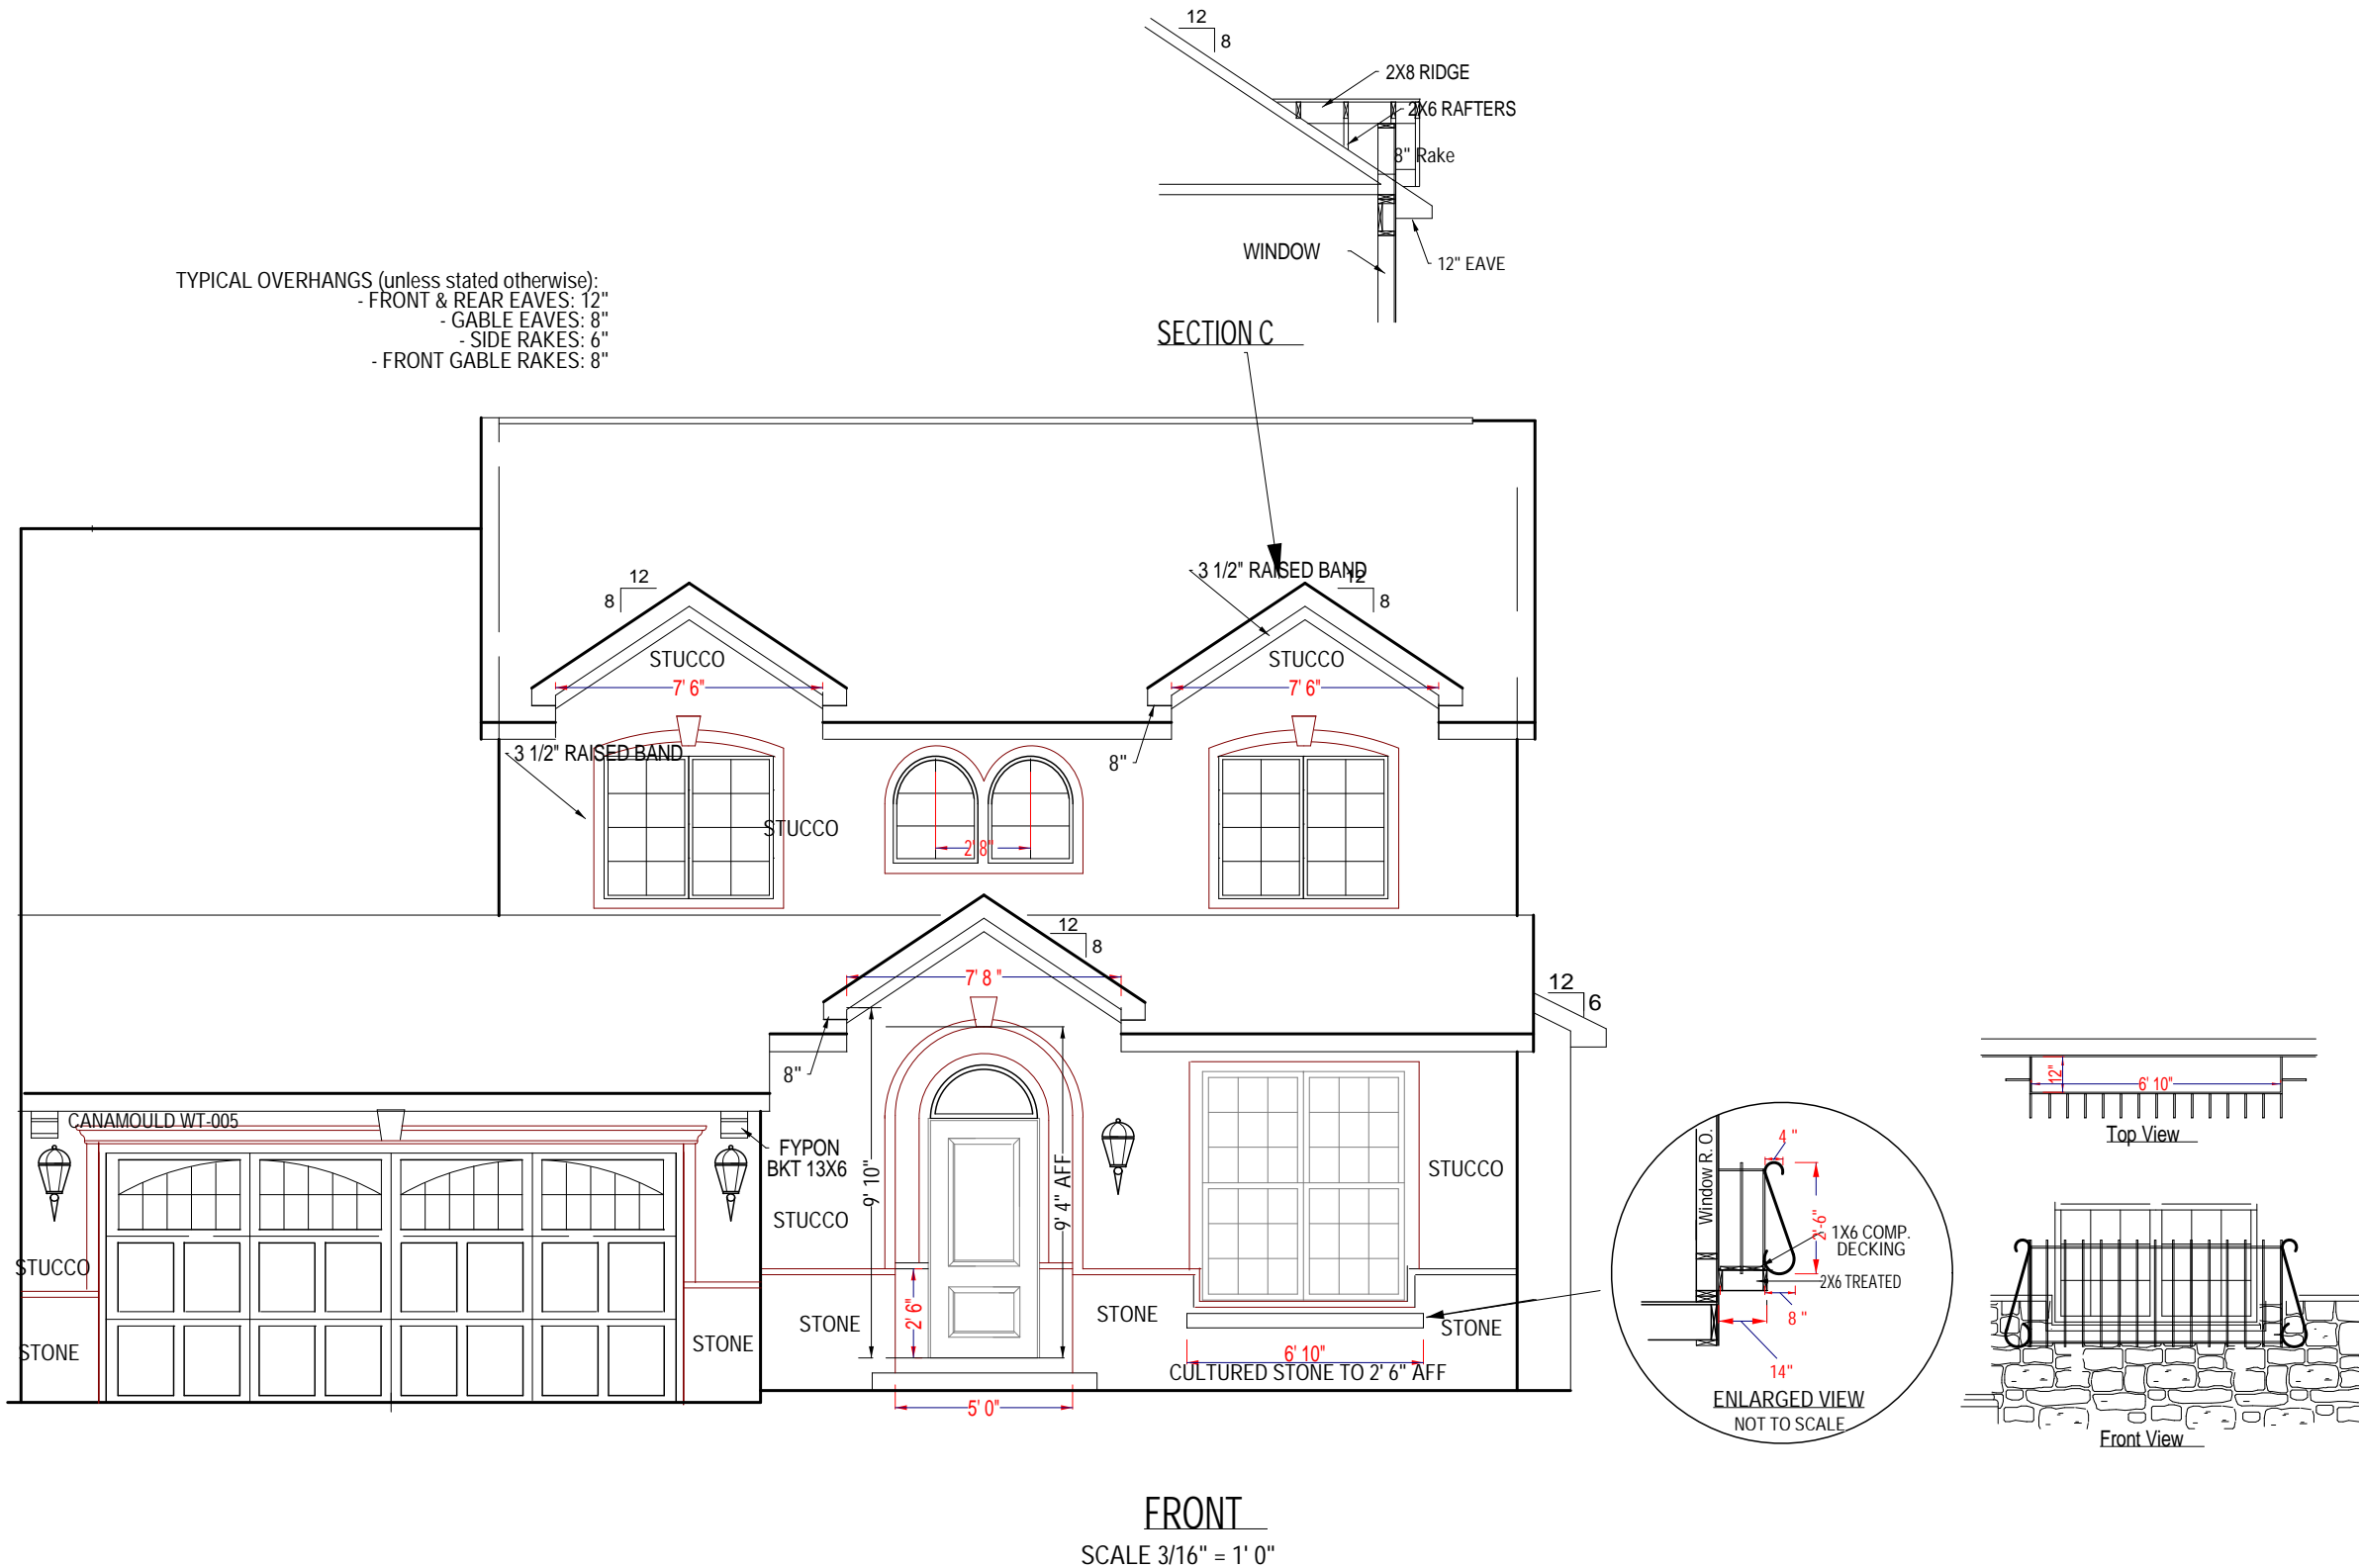 12
8
2X8 RIDGE
2X6 RAFTERS
8" Rake
WINDOW
12" EAVE
SECTION C
TYPICAL OVERHANGS (unless stated otherwise):
- FRONT & REAR EAVES: 12"
- GABLE EAVES: 8"
- SIDE RAKES: 6"
- FRONT GABLE RAKES: 8"
12
8
3 1/2" RAISED BAND
12
8
STUCCO
7' 6"
STUCCO
7' 6"
3 1/2" RAISED BAND
8"
STUCCO
2' 8"
12
8
7' 8 "
12
6
8"
CANAMOULD WT-005
FYPON
BKT 13X6
9' 10"
9' 4" AFF
STUCCO
STUCCO
STUCCO
2' 6"
STONE
STONE
STONE
STONE
STONE
6' 10"
CULTURED STONE TO 2' 6" AFF
5' 0"
Window R. O.
4 "
2'-6"
1X6 COMP.
DECKING
2X6 TREATED
8 "
14"
ENLARGED VIEW
NOT TO SCALE
12"
6' 10"
Top View
Front View
FRONT
SCALE 3/16" = 1' 0"